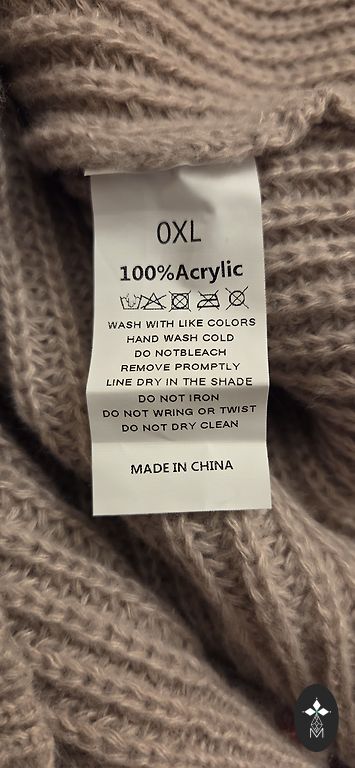 0XL
100%Acrylic
WASH WITH LIKE COLORS
HAND WASH COLD
DO NOTBLEACH
REMOVE PROMPTLY
LINE DRY IN THE SHADE
DO NOT IRON
DO NOT WRING OR TWIST
DO NOT DRY CLEAN
MADE IN CHINA
M